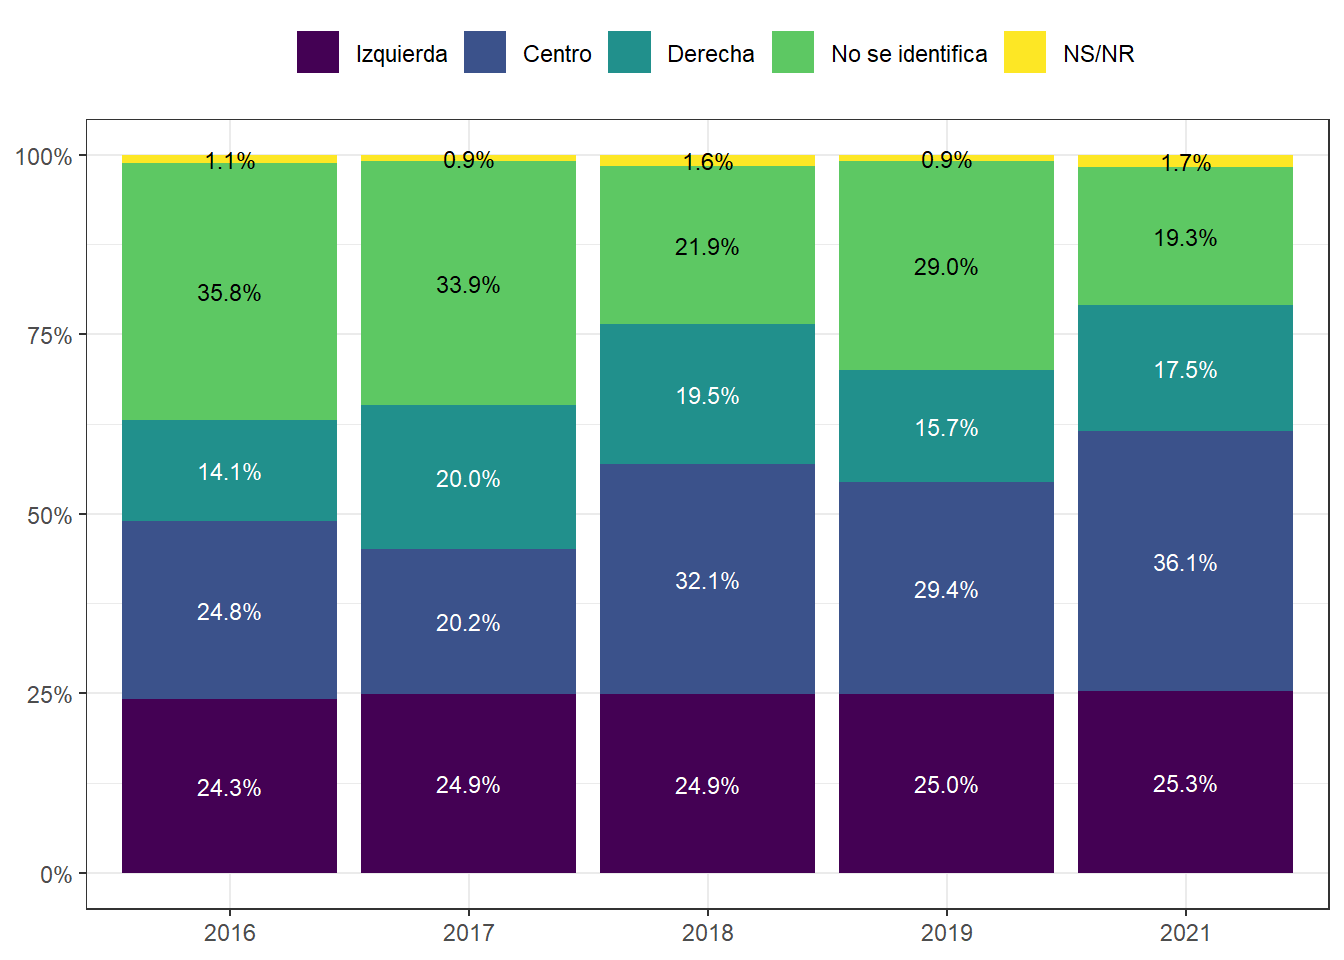 Izquierda Centro Derecha No se identifica NS/NR
100%
75%
50%
25%
0%
1.1% 0.9% 1.6% 0.9% 1.7%
35.8% 33.9% 21.9% 29.0% 19.3%
14.1% 20.0% 19.5% 15.7% 17.5%
24.8% 20.2% 32.1% 29.4% 36.1%
24.3% 24.9% 24.9% 25.0% 25.3%
2016 2017 2018 2019 2021